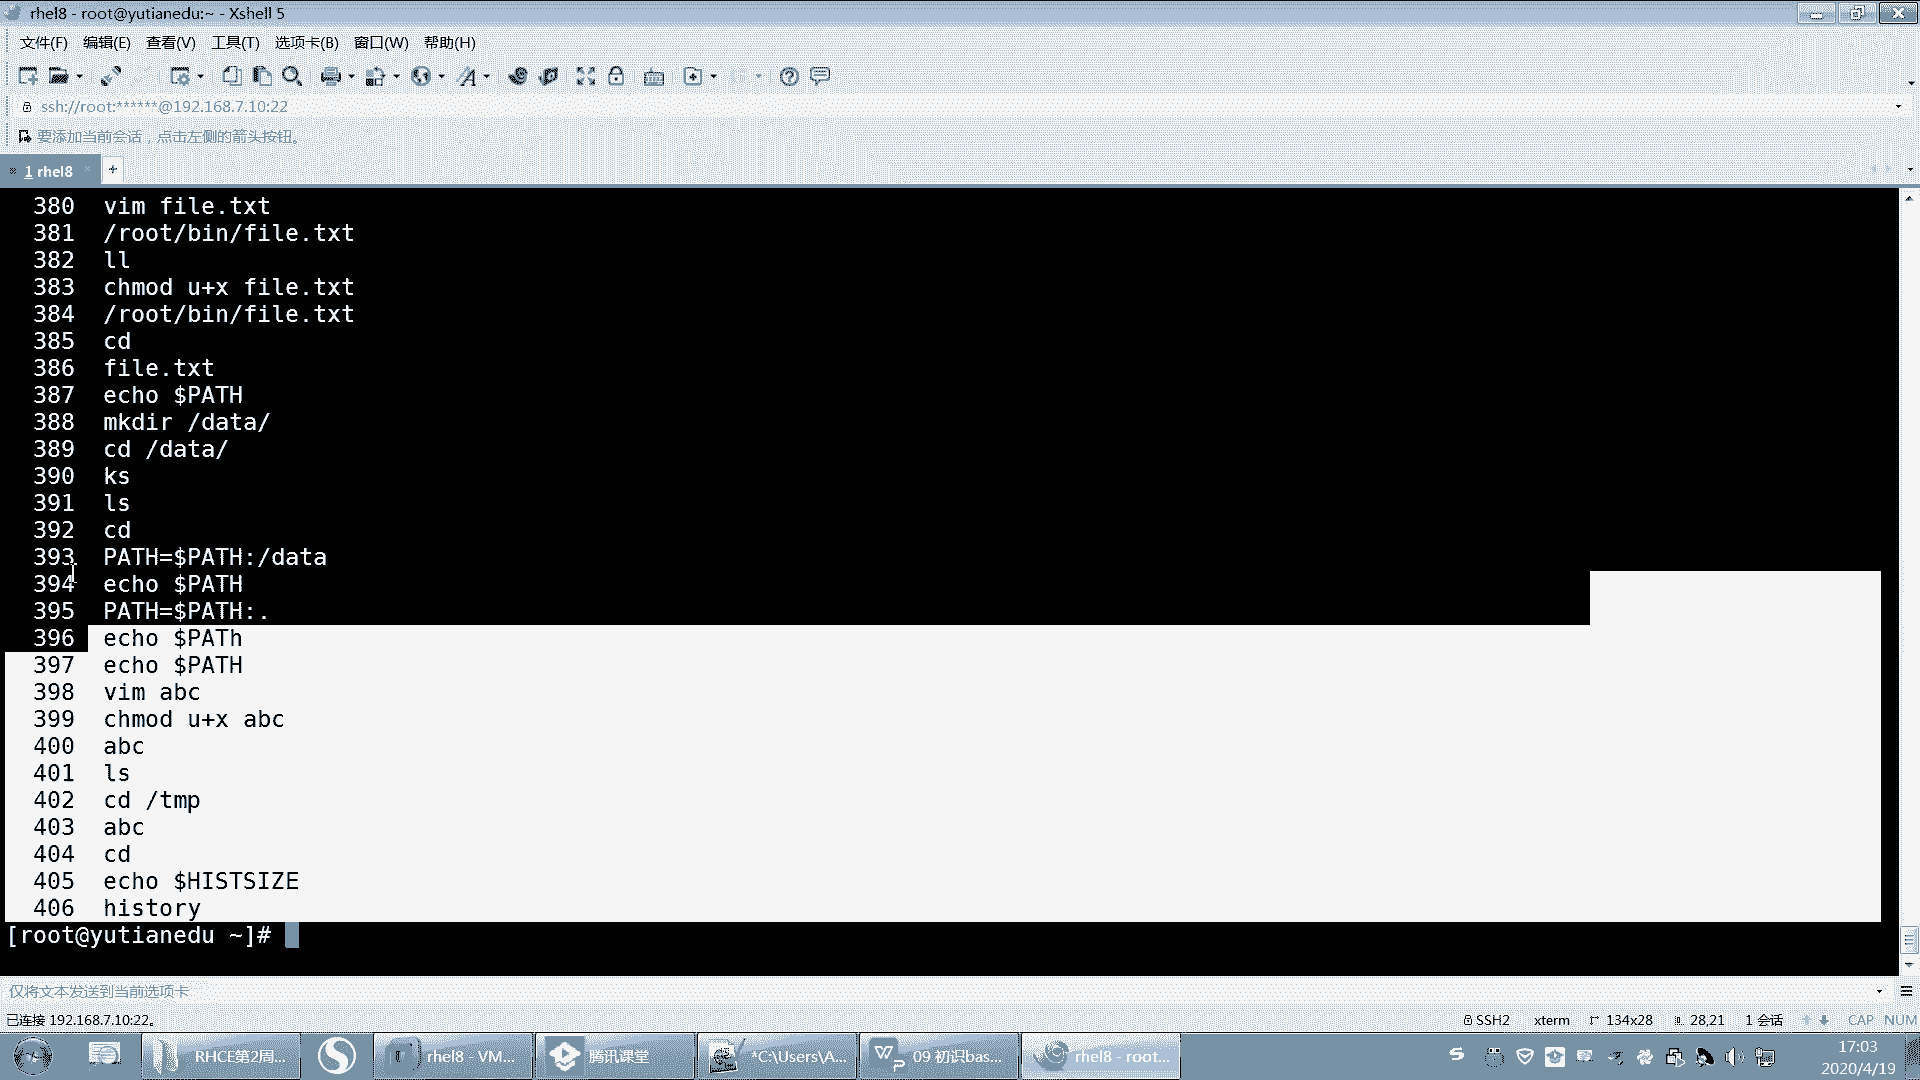 rhel8 - root@yutianedu:~ - Xshell 5
文件(F) 编辑(E) 查看(V) 工具(T) 选项卡(B) 窗口(W) 帮助(H)
ssh://root:******@192.168.7.10:22
要添加当前会话，点击左侧的箭头按钮。
1 rhel8
380 vim file.txt
381 /root/bin/file.txt
382 ll
383 chmod u+x file.txt
384 /root/bin/file.txt
385 cd
386 file.txt
387 echo $PATH
388 mkdir /data/
389 cd /data/
390 ks
391 ls
392 cd
393 PATH=$PATH:/data
394 echo $PATH
395 PATH=$PATH:.
396 echo $PATh
397 echo $PATH
398 vim abc
399 chmod u+x abc
400 abc
401 ls
402 cd /tmp
403 abc
404 cd
405 echo $HISTSIZE
406 history
[root@yutianedu ~]#
仅将文本发送到当前选项卡
已连接 192.168.7.10:22。 SSH2 xterm 134x28 28,21 1 会话 CAP NUM
RHCE第2周... rhel8 - VM... 腾讯课堂 *C:\Users\A... 09 初识bas... rhel8 - root... 17:03
2020/4/19